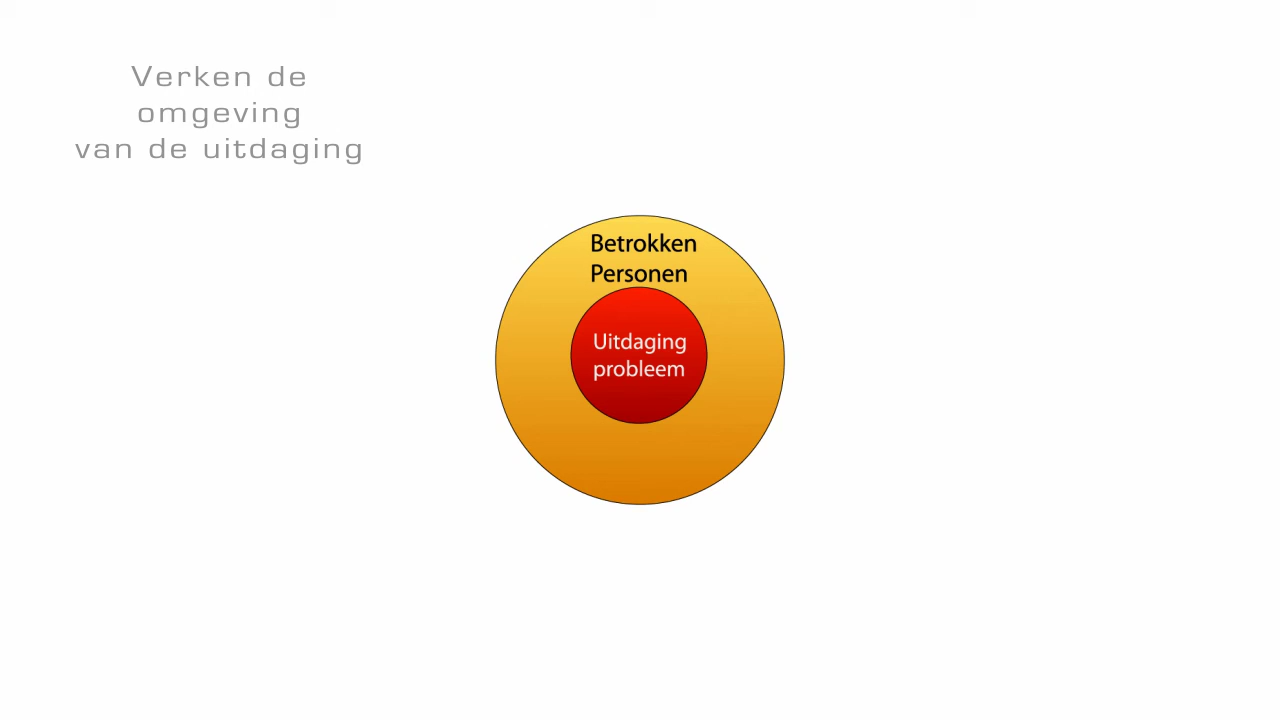 Verken de
omgeving
van de uitdaging
Betrokken
Personen
Uitdaging
probleem